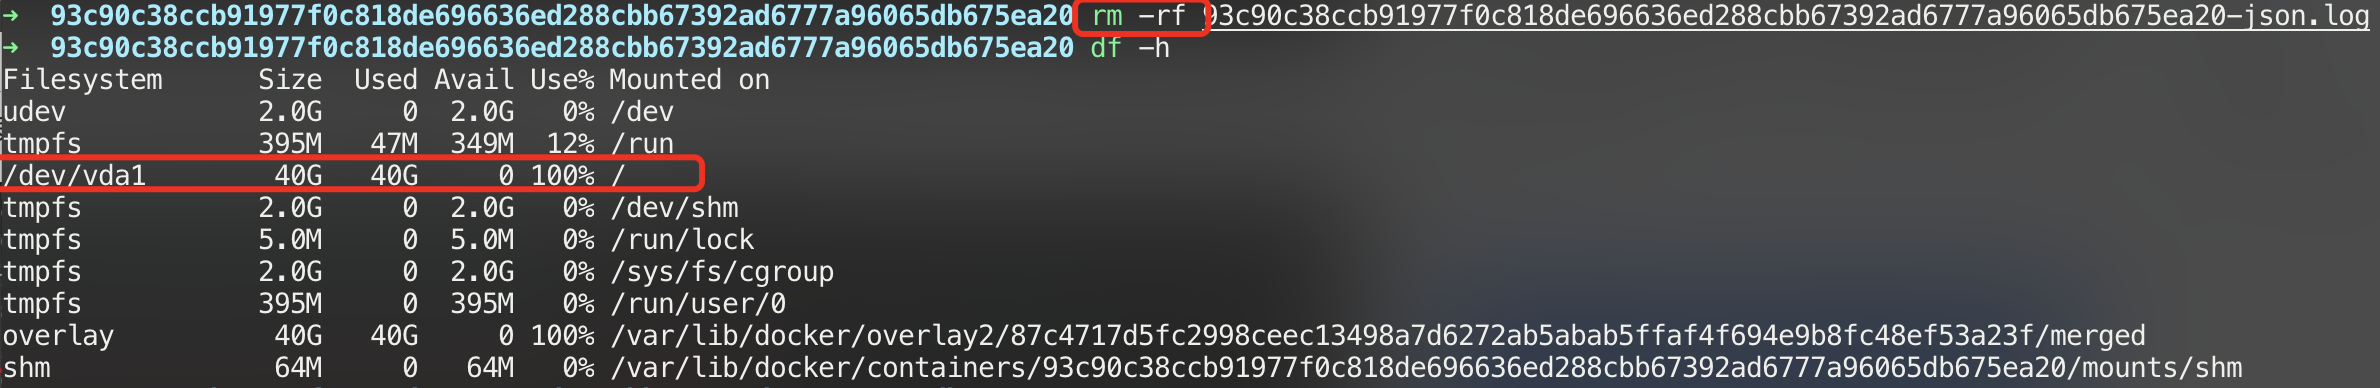 ➜  93c90c38ccb91977f0c818de696636ed288cbb67392ad6777a96065db675ea20 rm -rf 93c90c38ccb91977f0c818de696636ed288cbb67392ad6777a96065db675ea20-json.log
➜  93c90c38ccb91977f0c818de696636ed288cbb67392ad6777a96065db675ea20 df -h
Filesystem      Size  Used Avail Use% Mounted on
udev            2.0G     0  2.0G   0% /dev
tmpfs           395M   47M  349M  12% /run
/dev/vda1        40G   40G     0 100% /
tmpfs           2.0G     0  2.0G   0% /dev/shm
tmpfs           5.0M     0  5.0M   0% /run/lock
tmpfs           2.0G     0  2.0G   0% /sys/fs/cgroup
tmpfs           395M     0  395M   0% /run/user/0
overlay          40G   40G     0 100% /var/lib/docker/overlay2/87c4717d5fc2998ceec13498a7d6272ab5abab5ffaf4f694e9b8fc48ef53a23f/merged
shm              64M     0   64M   0% /var/lib/docker/containers/93c90c38ccb91977f0c818de696636ed288cbb67392ad6777a96065db675ea20/mounts/shm